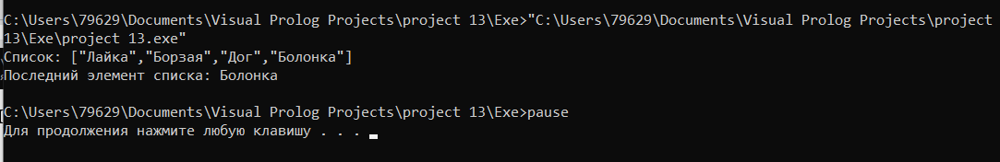 C:\Users\79629\Documents\Visual Prolog Projects\project 13\Exe>"C:\Users\79629\Documents\Visual Prolog Projects\project
13\Exe\project 13.exe"
Список: ["Лайка","Борзая","Дог","Болонка"]
Последний элемент списка: Болонка
C:\Users\79629\Documents\Visual Prolog Projects\project 13\Exe>pause
Для продолжения нажмите любую клавишу . . .